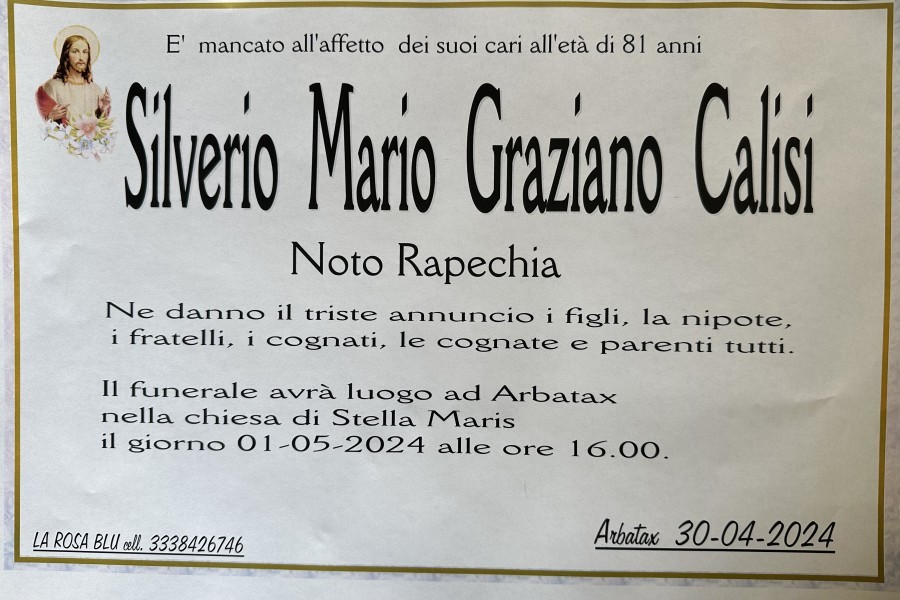 E' mancato all'affetto dei suoi cari all'età di 81 anni
Silverio Mario Graziano Calisi
Noto Rapechia
Ne danno il triste annuncio i figli, la nipote,
i fratelli, i cognati, le cognate e parenti tutti.
Il funerale avrà luogo ad Arbatax
nella chiesa di Stella Maris
il giorno 01-05-2024 alle ore 16.00.
LA ROSA BLU cell. 3338426746
Arbatax 30-04-2024